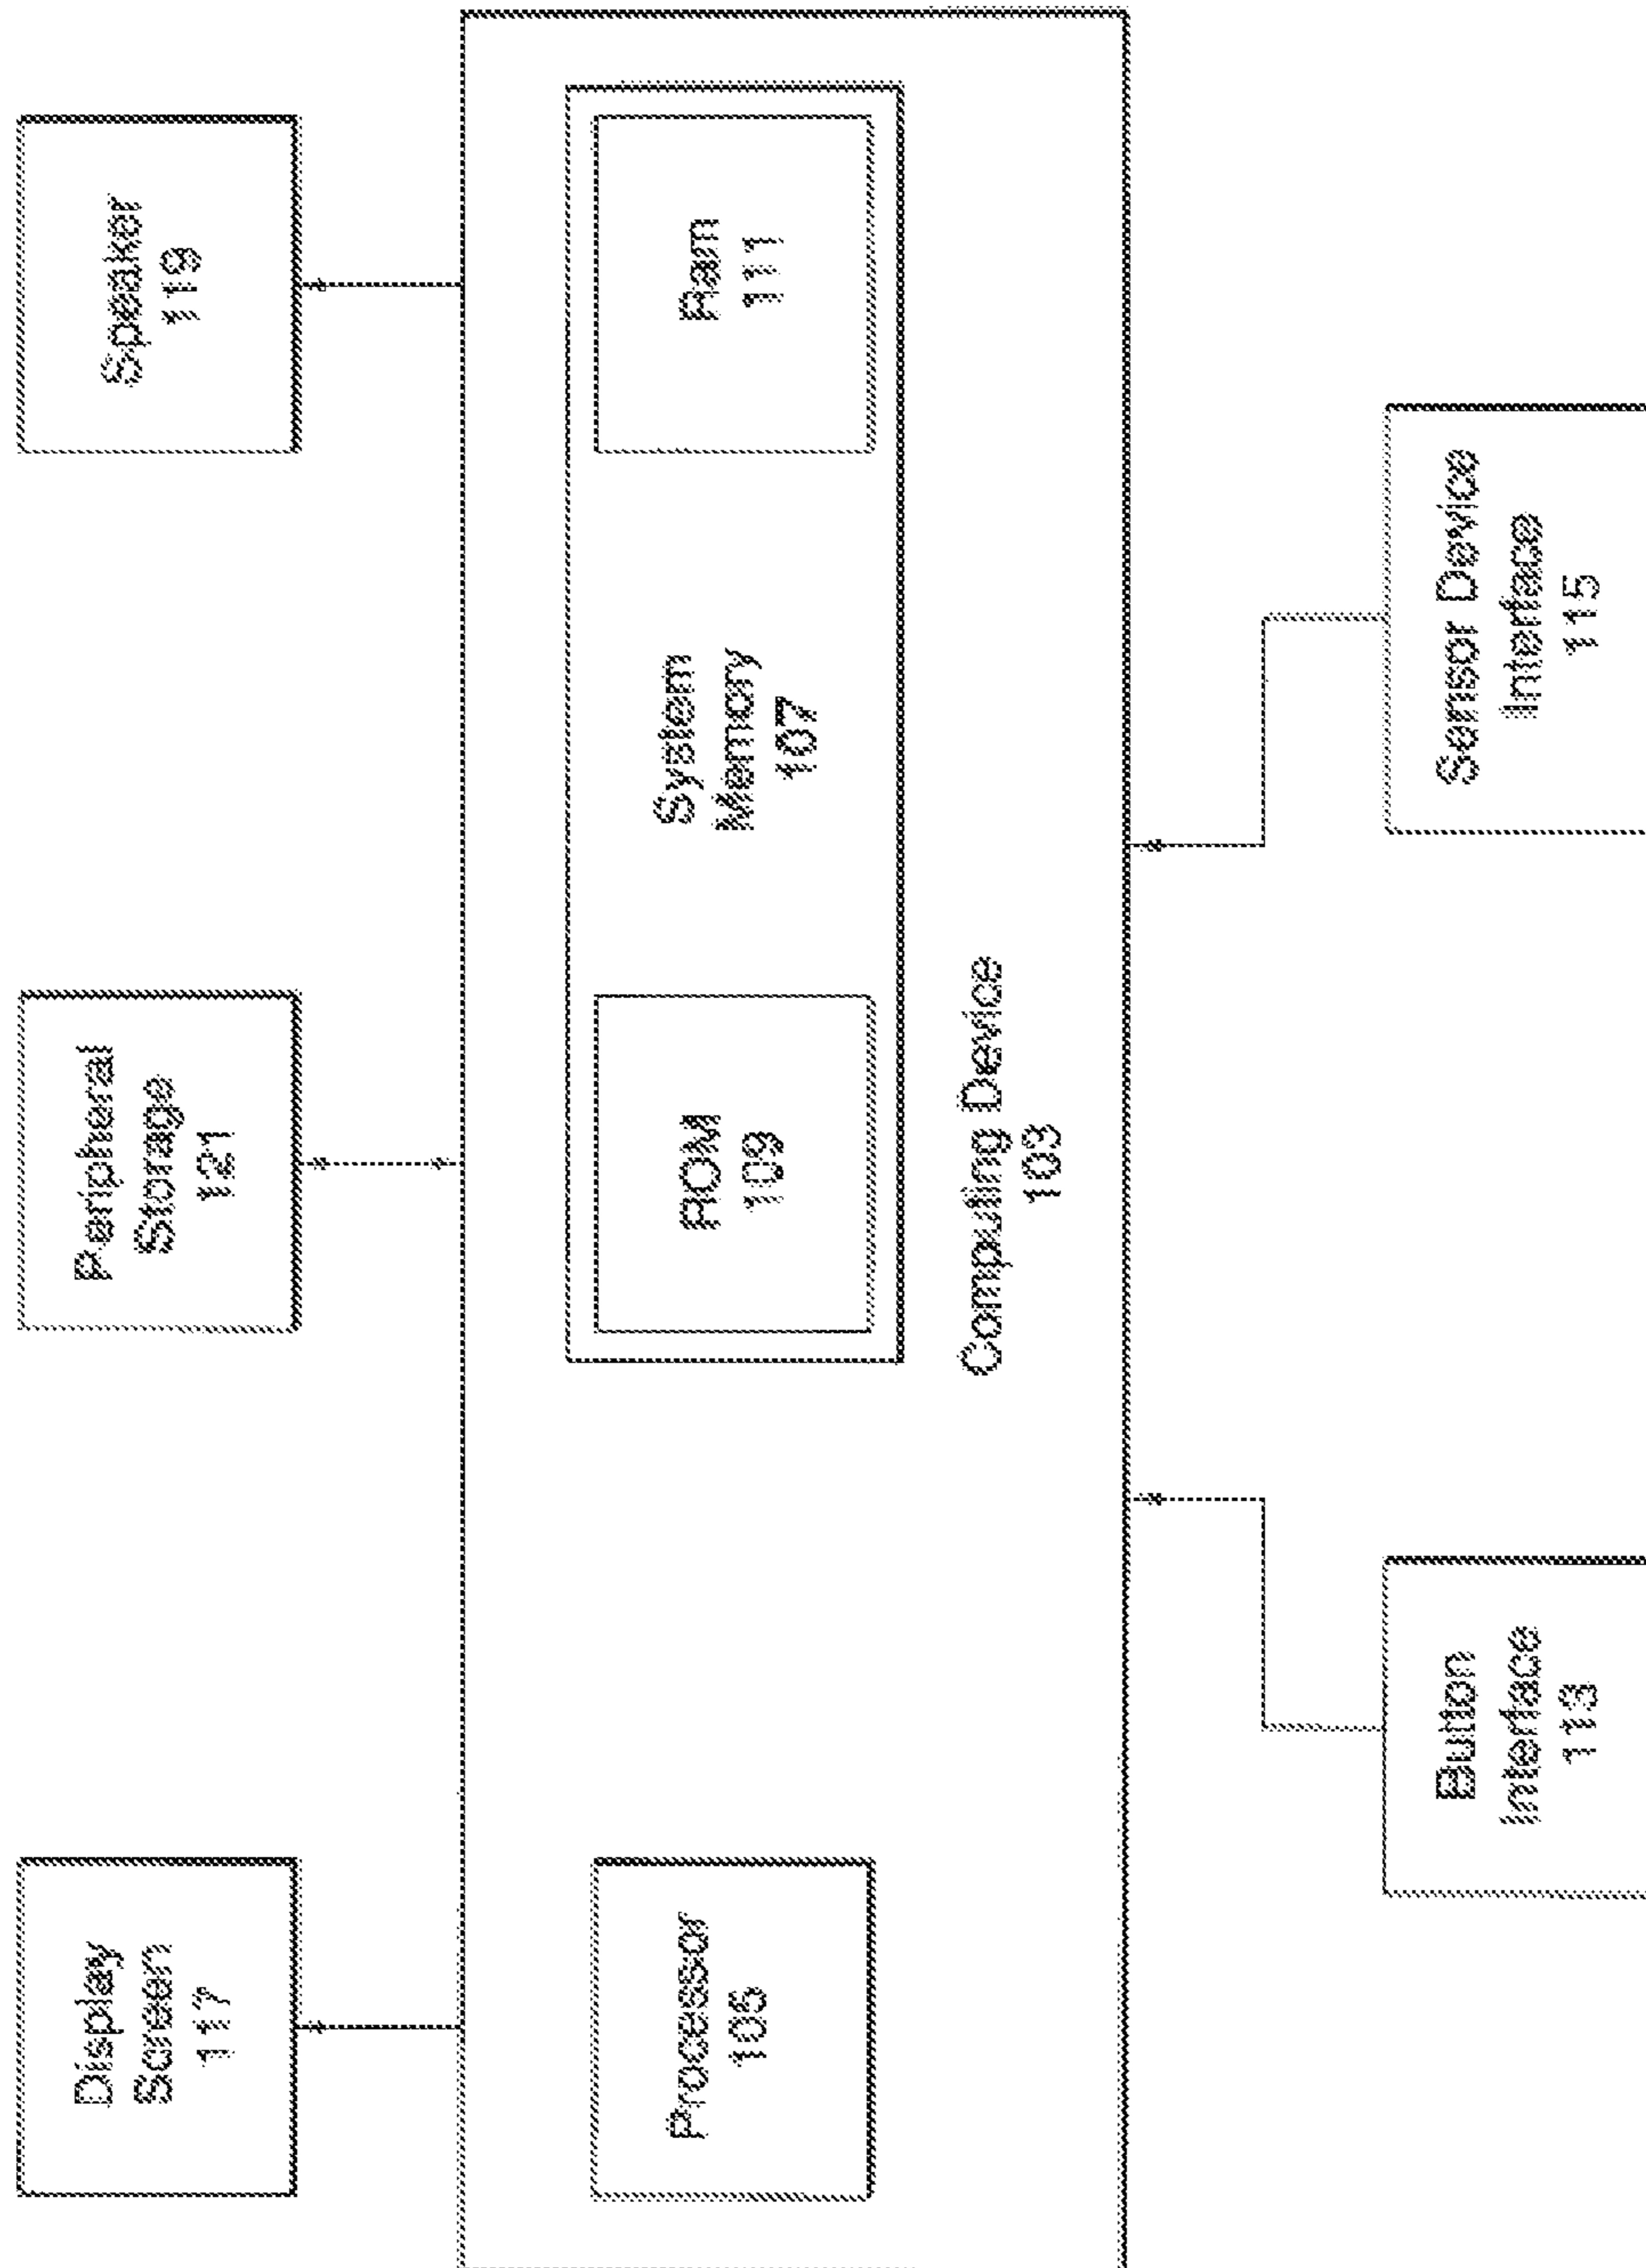 Display
Screen
117
Peripheral
Storage
121
Speaker
119
Processor
105
ROM
109
System
Memory
107
Ram
111
Computing Device
103
Button
Interface
113
Sensor Device
Interface
115